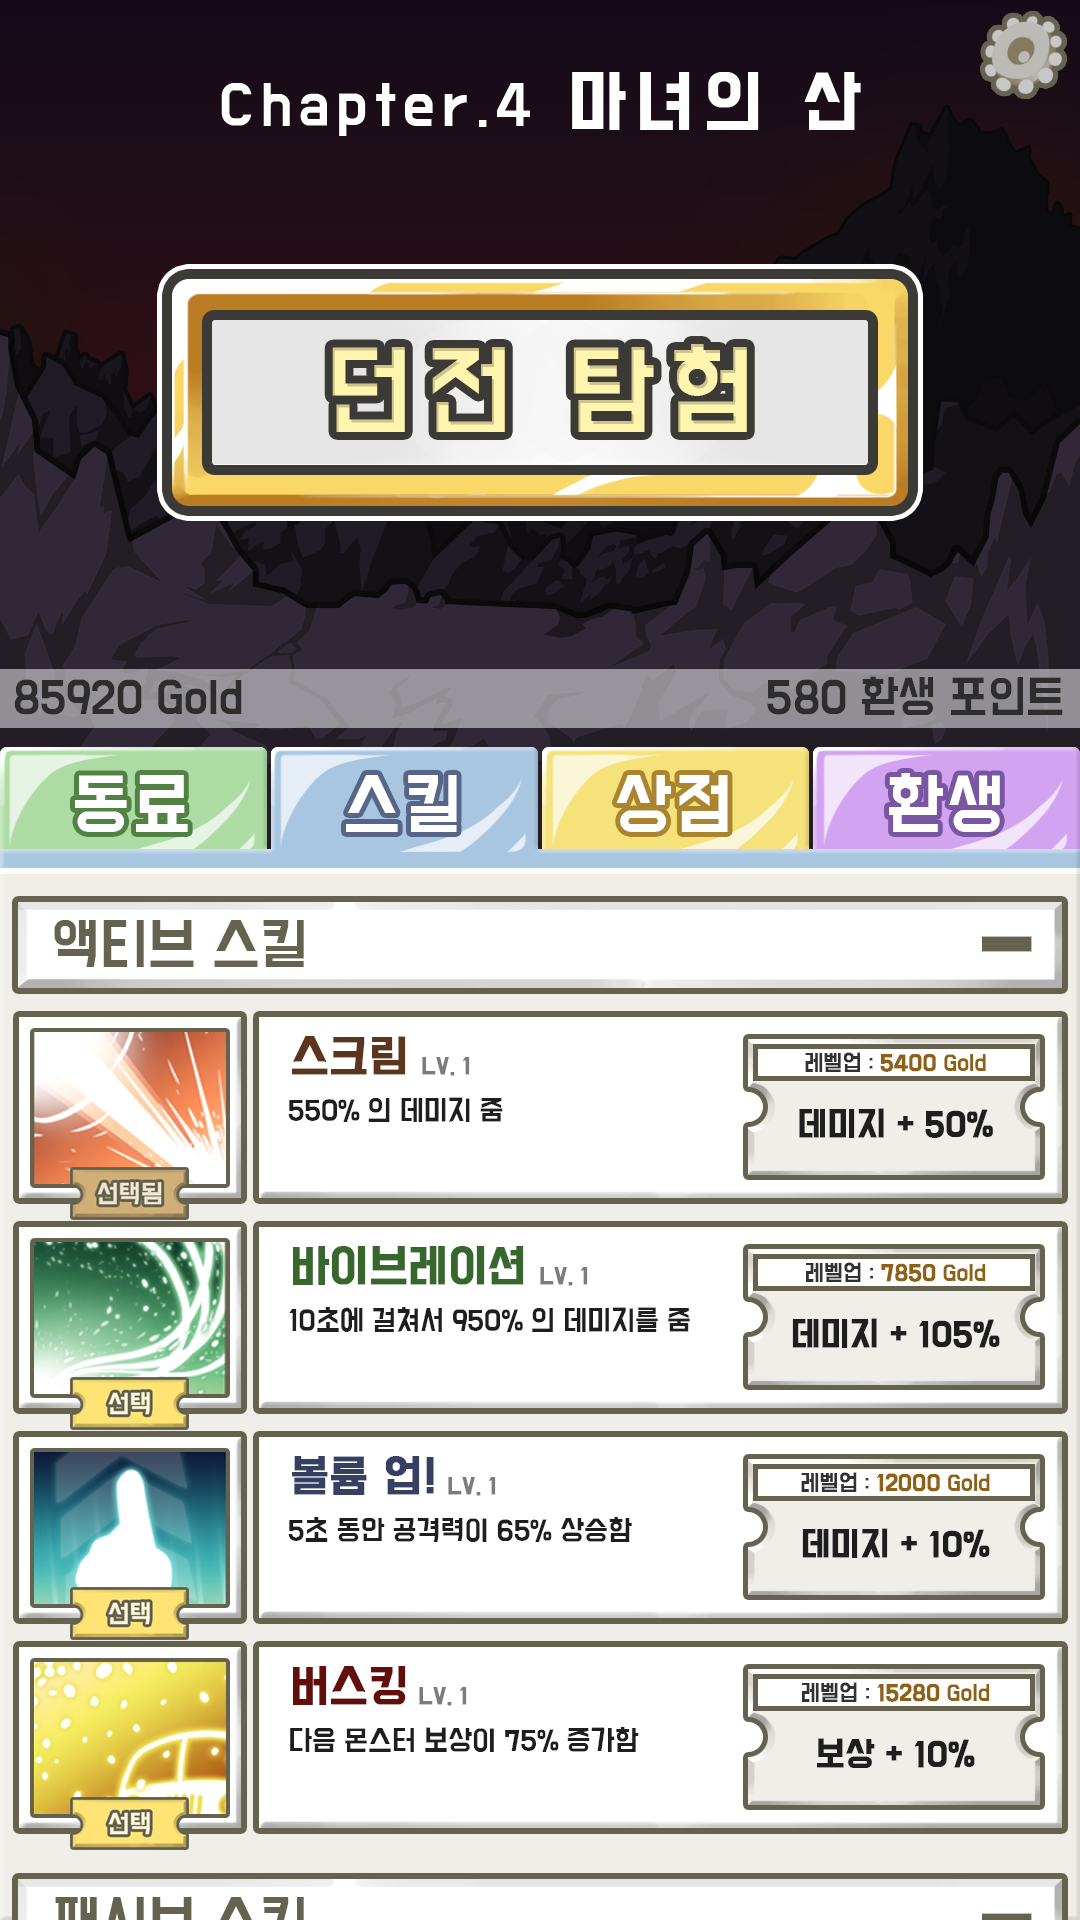 Chapter.4 마녀의 산
던전 탐험
85920 Gold
580 환생 포인트
동료
스킬
상점
환생
액티브 스킬
스크림 LV.1
550% 의 데미지 줌
선택됨
레벨업 : 5400 Gold
데미지 + 50%
바이브레이션 LV.1
10초에 걸쳐서 950% 의 데미지를 줌
선택
레벨업 : 7850 Gold
데미지 + 105%
볼륨 업! LV.1
5초 동안 공격력이 65% 상승함
선택
레벨업 : 12000 Gold
데미지 + 10%
버스킹 LV.1
다음 몬스터 보상이 75% 증가함
선택
레벨업 : 15280 Gold
보상 + 10%
패시브 스킬